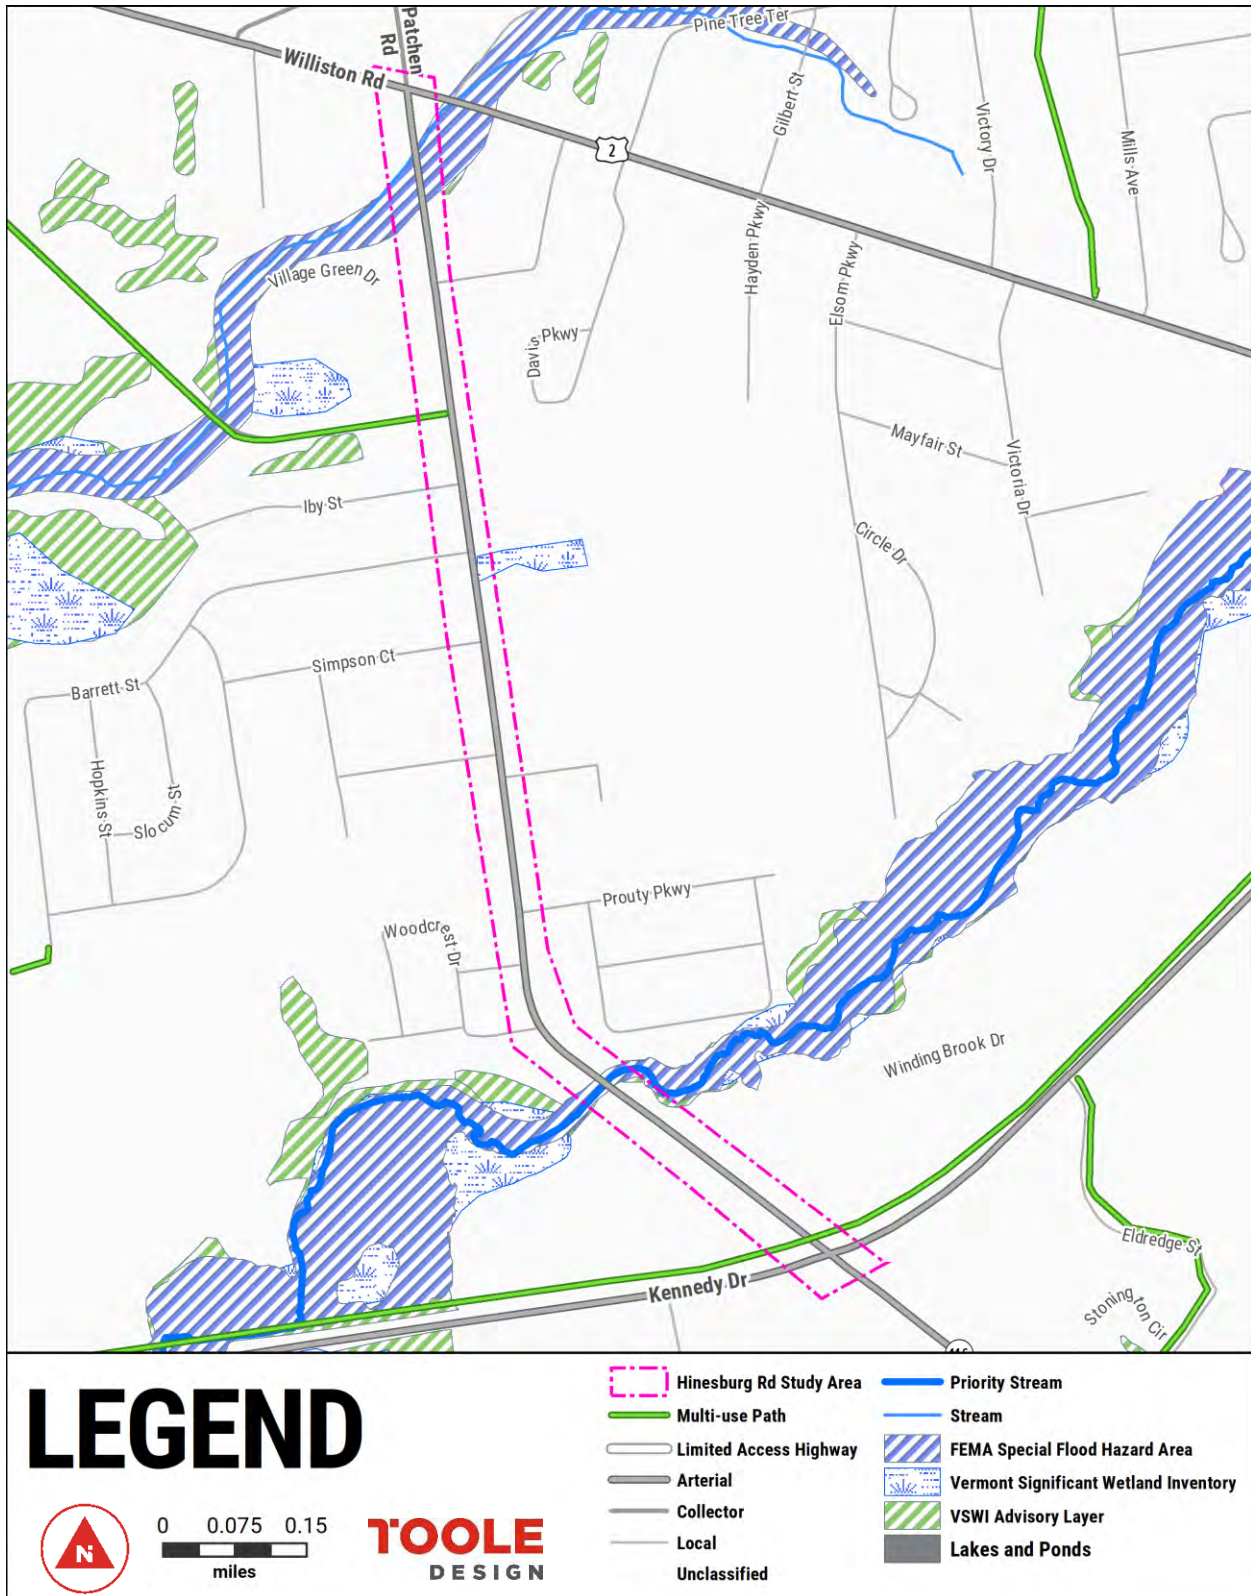 Patchen
Rd
Pine Tree Ter
Williston Rd
Gilbert St
2
Victory Dr
Mills Ave
Hayden Pkwy
Elsom Pkwy
Village Green Dr
Davis Pkwy
Mayfair St
Victoria Dr
Iby St
Circle Dr
Simpson Ct
Barrett St
Hopkins St
Slocum St
Prouty Pkwy
Woodcrest Dr
Winding Brook Dr
Eldredge St
Kennedy Dr
Stonington Cir
LEGEND
N
0 0.075 0.15
miles
TOOLE
DESIGN
Hinesburg Rd Study Area
Multi-use Path
Limited Access Highway
Arterial
Collector
Local
Unclassified
Priority Stream
Stream
FEMA Special Flood Hazard Area
Vermont Significant Wetland Inventory
VSWI Advisory Layer
Lakes and Ponds